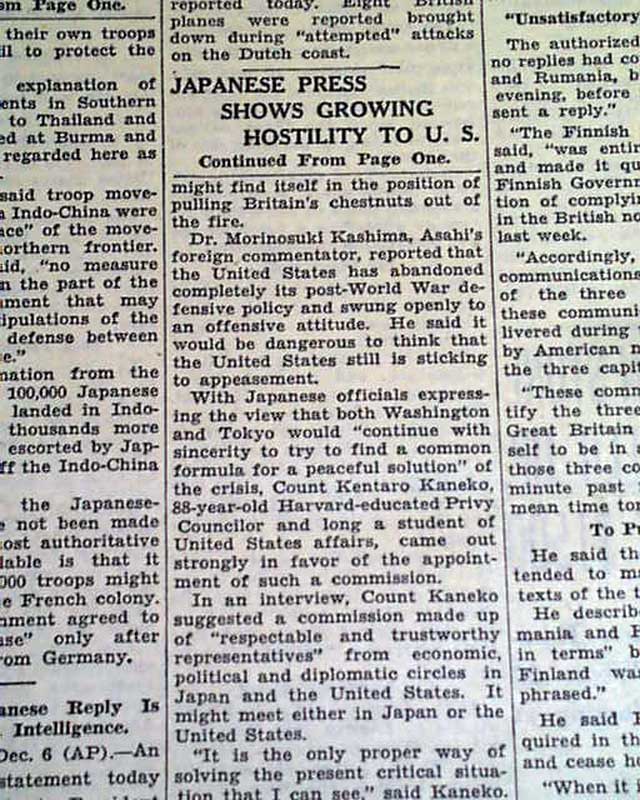 om Page One.
their own troops
il to protect the
explanation of
ents in Southern
to Thailand and
ed at Burma and
regarded here as
said troop move-
a Indo-China were
ace" of the move-
orthern frontier.
aid, "no measure
n the part of the
ment that may
ipulations of the
defense between
e."
mation from the
100,000 Japanese
landed in Indo-
thousands more
escorted by Jap-
ff the Indo-China
the Japanese-
e not been made
ost authoritative
lable is that it
000 troops might
e French colony.
nment agreed to
ase" only after
rom Germany.
anese Reply Is
Intelligence.
Dec. 6 (AP).—An
statement today
reported today. Eight British
planes were reported brought
down during "attempted" attacks
on the Dutch coast.
JAPANESE PRESS
SHOWS GROWING
HOSTILITY TO U. S.
Continued From Page One.
might find itself in the position of
pulling Britain's chestnuts out of
the fire.
Dr. Morinosuki Kashima, Asahi's
foreign commentator, reported that
the United States has abandoned
completely its post-World War de-
fensive policy and swung openly to
an offensive attitude. He said it
would be dangerous to think that
the United States still is sticking
to appeasement.
With Japanese officials express-
ing the view that both Washington
and Tokyo would "continue with
sincerity to try to find a common
formula for a peaceful solution" of
the crisis, Count Kentaro Kaneko,
88-year-old Harvard-educated Privy
Councilor and long a student of
United States affairs, came out
strongly in favor of the appoint-
ment of such a commission.
In an interview, Count Kaneko
suggested a commission made up
of "respectable and trustworthy
representatives" from economic,
political and diplomatic circles in
Japan and the United States. It
might meet either in Japan or the
United States.
"It is the only proper way of
solving the present critical situa-
tion that I can see," said Kaneko.
"Unsatisfactory
The authorized
no replies had co
and Rumania, b
evening, before
sent a reply."
"The Finnish
said, "was entir
and made it qu
Finnish Governm
tion of complyin
in the British no
last week.
"Accordingly,
communications
of the three
these communi
livered during
by American m
the three capit
"These comm
tify the three
Great Britain
self to be in a
those three co
minute past
mean time to
To Pu
He said th
tended to ma
texts of the t
He describe
mania and H
in terms" b
Finland was
phrased."
He said H
quired in th
and cease ho
"When it